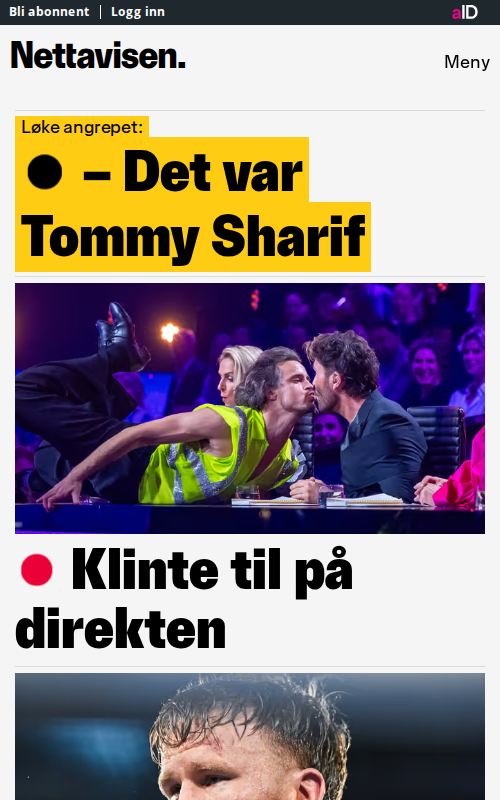 Bli abonnent | Logg inn
aID
Nettavisen.
Meny
Løke angrepet:
– Det var
Tommy Sharif
Klinte til på
direkten